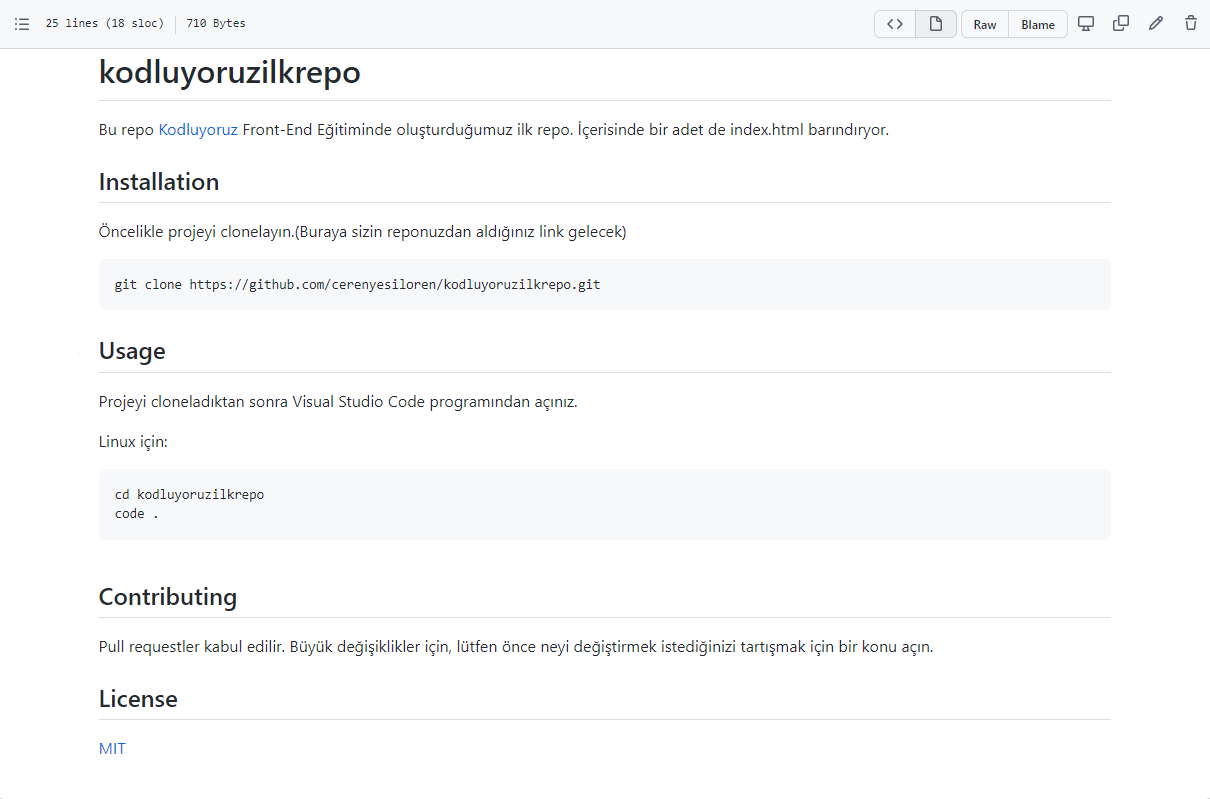 25 lines (18 sloc) 710 Bytes
Raw Blame
kodluyoruzilkrepo
Bu repo Kodluyoruz Front-End Eğitiminde oluşturduğumuz ilk repo. İçerisinde bir adet de index.html barındıryor.
Installation
Öncelikle projeyi clonelayın.(Buraya sizin reponuzdan aldığınız link gelecek)
git clone https://github.com/cerenyesiloren/kodluyoruzilkrepo.git
Usage
Projeyi cloneladıktan sonra Visual Studio Code programından açınız.
Linux için:
cd kodluyoruzilkrepo
code .
Contributing
Pull requestler kabul edilir. Büyük değişiklikler için, lütfen önce neyi değiştirmek istediğinizi tartışmak için bir konu açın.
License
MIT